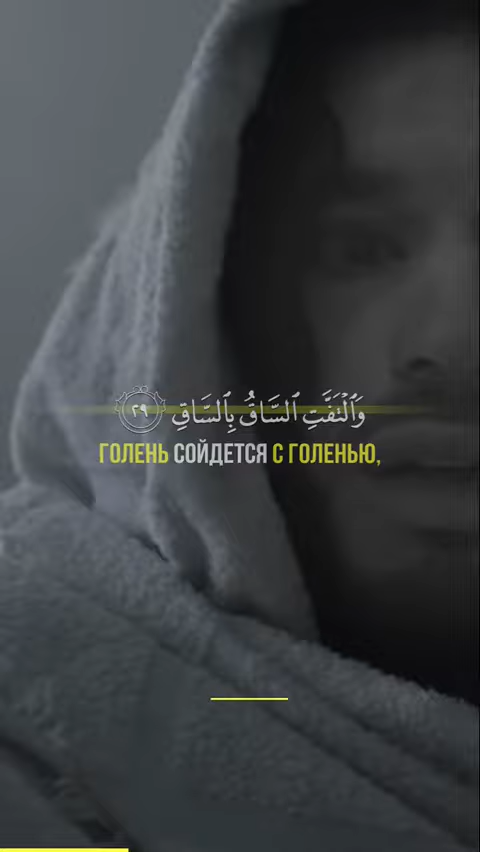 وَٱلْتَفَّتِ ٱلسَّاقُ بِٱلسَّاقِ ٢٩
ГОЛЕНЬ СОЙДЕТСЯ С ГОЛЕНЬЮ,